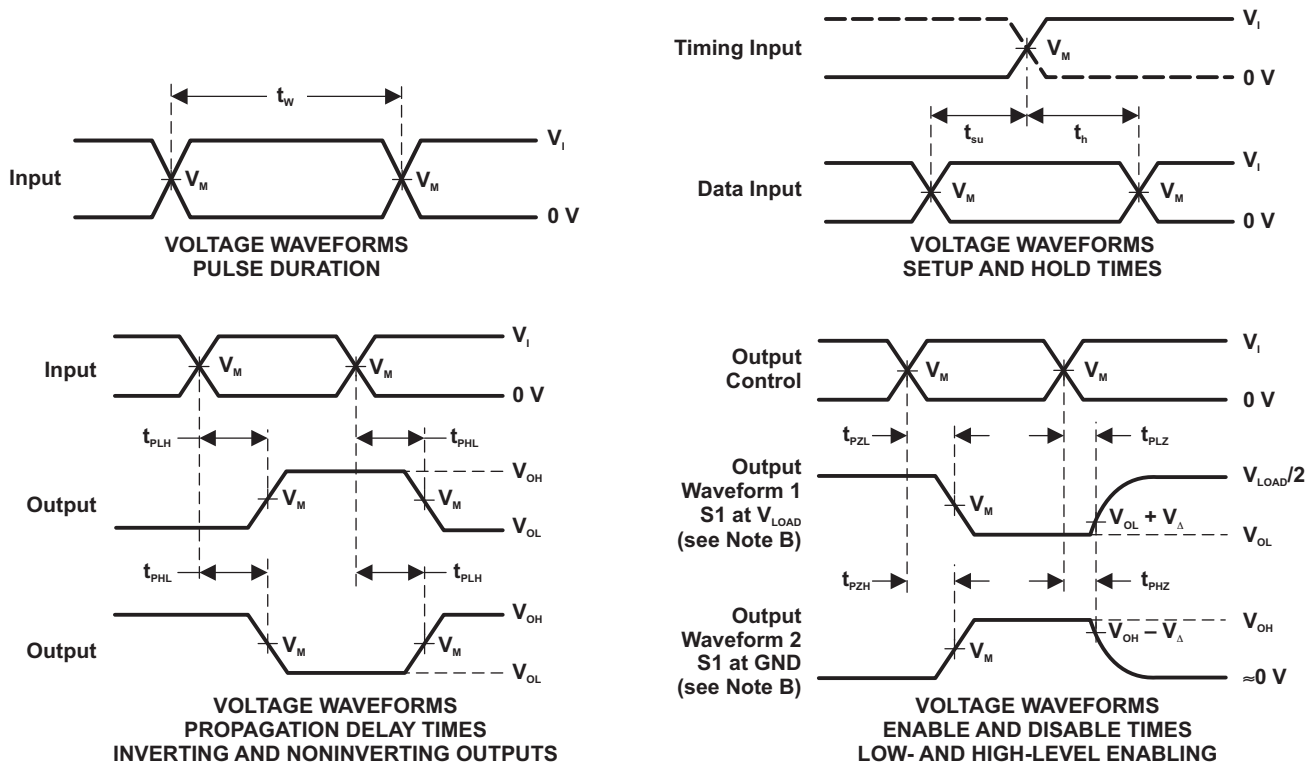 t_W
Input
V_M
V_M
V_I
0 V
VOLTAGE WAVEFORMS
PULSE DURATION
Timing Input
V_M
V_I
0 V
t_su
t_h
Data Input
V_M
V_M
V_I
0 V
VOLTAGE WAVEFORMS
SETUP AND HOLD TIMES
Input
V_M
V_M
V_I
0 V
t_PLH
t_PHL
Output
V_M
V_M
V_OH
V_OL
t_PHL
t_PLH
Output
V_M
V_M
V_OH
V_OL
VOLTAGE WAVEFORMS
PROPAGATION DELAY TIMES
INVERTING AND NONINVERTING OUTPUTS
Output
Control
V_M
V_M
V_I
0 V
t_PZL
t_PLZ
Output
Waveform 1
S1 at V_LOAD
(see Note B)
V_M
V_OL + V_Δ
V_LOAD/2
V_OL
t_PZH
t_PHZ
Output
Waveform 2
S1 at GND
(see Note B)
V_M
V_OH − V_Δ
V_OH
≈0 V
VOLTAGE WAVEFORMS
ENABLE AND DISABLE TIMES
LOW- AND HIGH-LEVEL ENABLING